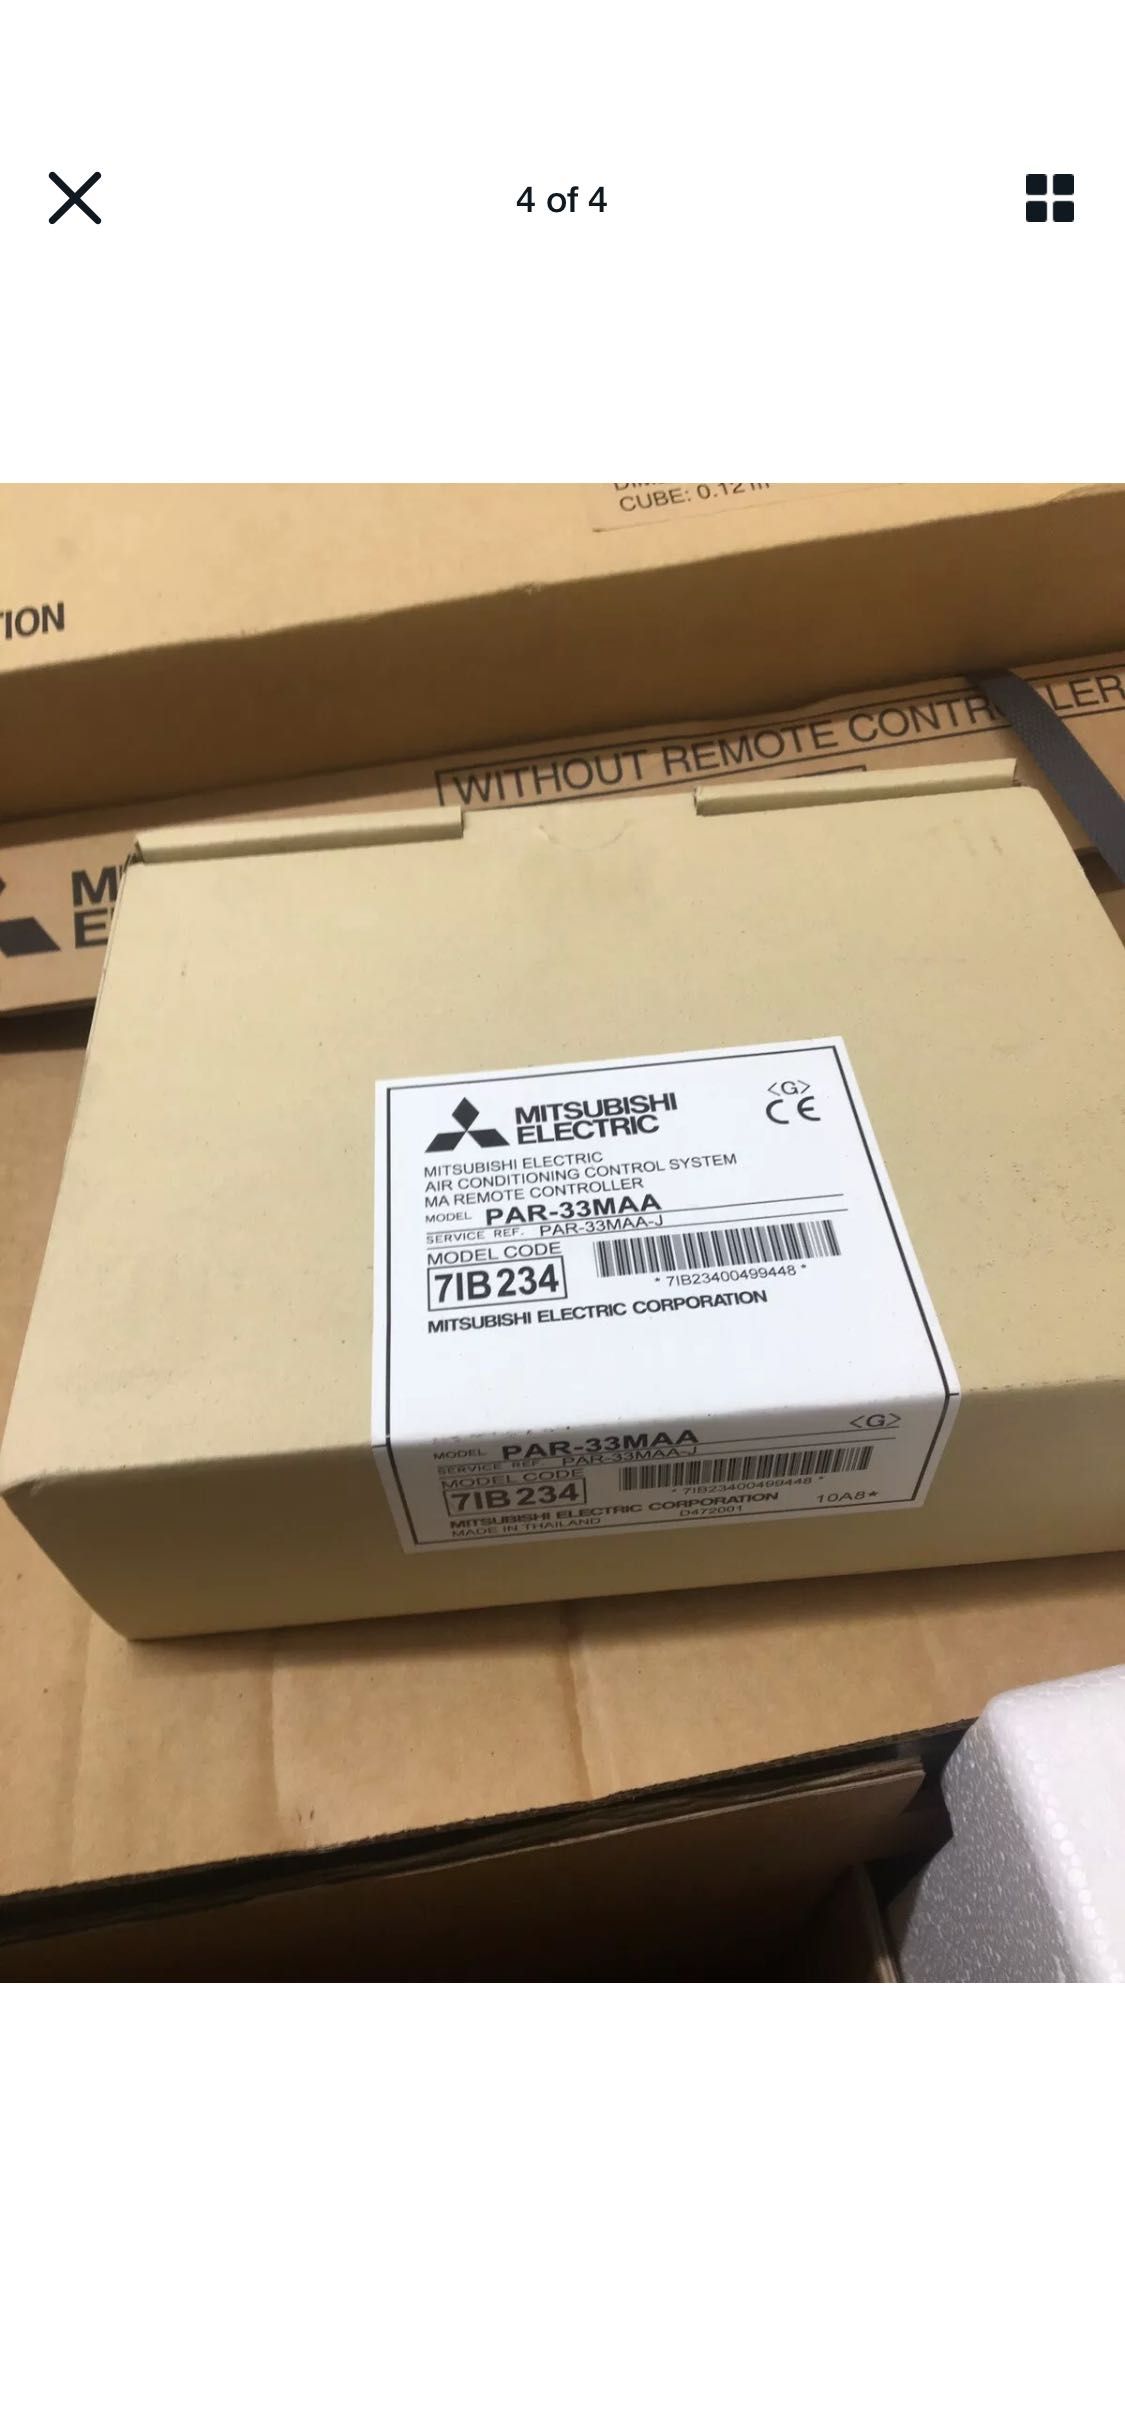 4 of 4
CUBE: 0.12 m
TION
WITHOUT REMOTE CONTR LER
M
E
MITSUBISHI
ELECTRIC
<G>
CE
MITSUBISHI ELECTRIC
AIR CONDITIONING CONTROL SYSTEM
MA REMOTE CONTROLLER
MODEL PAR-33MAA
SERVICE REF. PAR-33MAA-J
MODEL CODE
7IB234
*7IB23400499448*
MITSUBISHI ELECTRIC CORPORATION
<G>
MODEL PAR-33MAA
SERVICE REF. PAR-33MAA-J
MODEL CODE
7IB234
*7IB23400499448*
MITSUBISHI ELECTRIC CORPORATION 10A8*
MADE IN THAILAND D472001